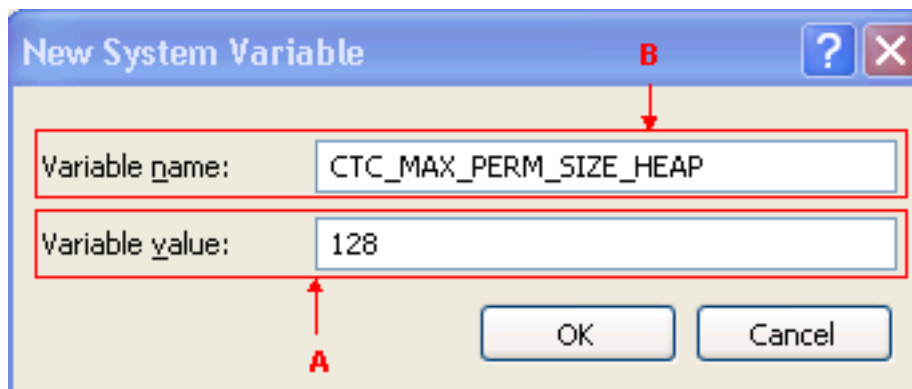 New System Variable
B
Variable name: CTC_MAX_PERM_SIZE_HEAP
Variable value: 128
OK Cancel
A